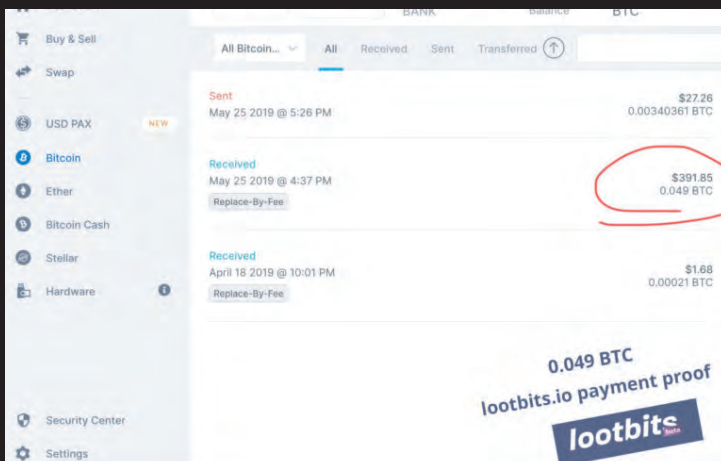 BANK
Balance
BTC
Buy & Sell
Swap
USD PAX
NEW
Bitcoin
Ether
Bitcoin Cash
Stellar
Hardware
Security Center
Settings
All Bitcoin...
All
Received
Sent
Transferred
Sent
May 25 2019 @ 5:26 PM
$27.26
0.00340361 BTC
Received
May 25 2019 @ 4:37 PM
Replace-By-Fee
$391.85
0.049 BTC
Received
April 18 2019 @ 10:01 PM
Replace-By-Fee
$1.68
0.00021 BTC
0.049 BTC
lootbits.io payment proof
lootbits